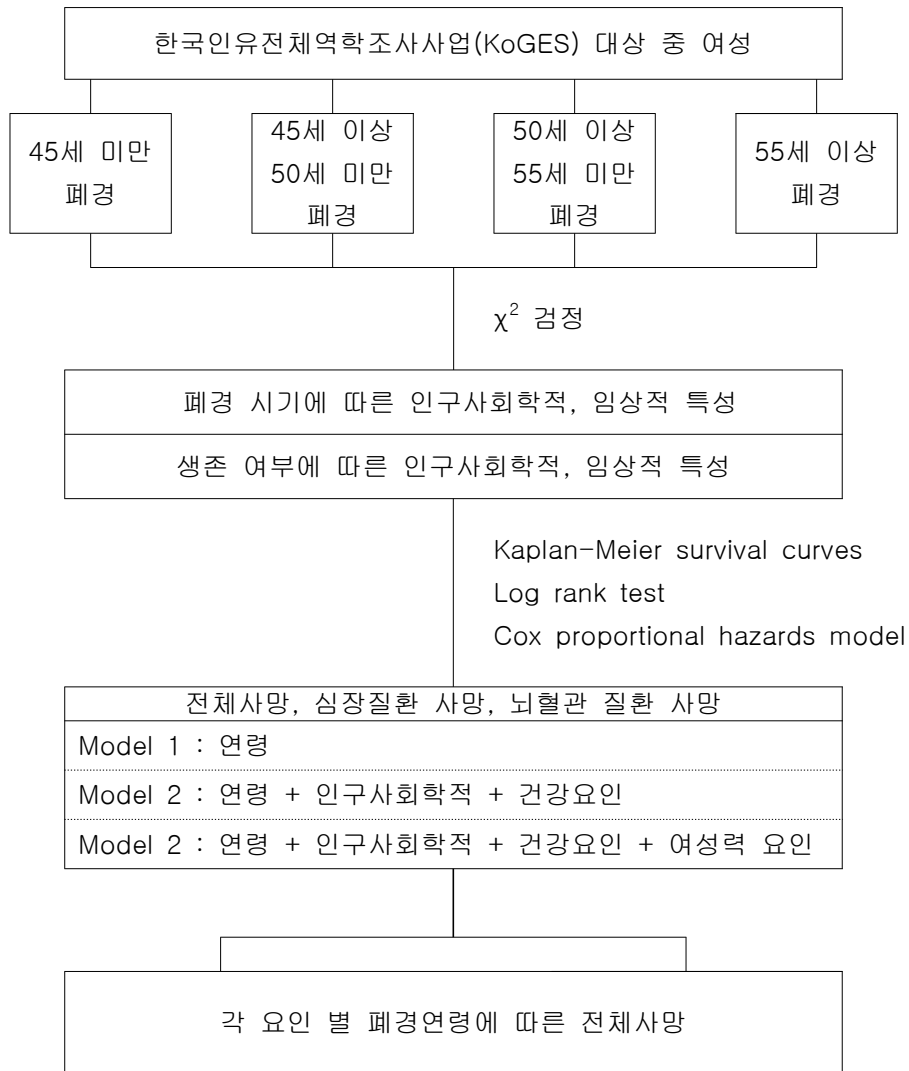 한국인유전체역학조사사업(KoGES) 대상 중 여성
45세 미만
폐경
45세 이상
50세 미만
폐경
50세 이상
55세 미만
폐경
55세 이상
폐경
χ² 검정
폐경 시기에 따른 인구사회학적, 임상적 특성
생존 여부에 따른 인구사회학적, 임상적 특성
Kaplan-Meier survival curves
Log rank test
Cox proportional hazards model
전체사망, 심장질환 사망, 뇌혈관 질환 사망
Model 1 : 연령
Model 2 : 연령 + 인구사회학적 + 건강요인
Model 2 : 연령 + 인구사회학적 + 건강요인 + 여성력 요인
각 요인 별 폐경연령에 따른 전체사망